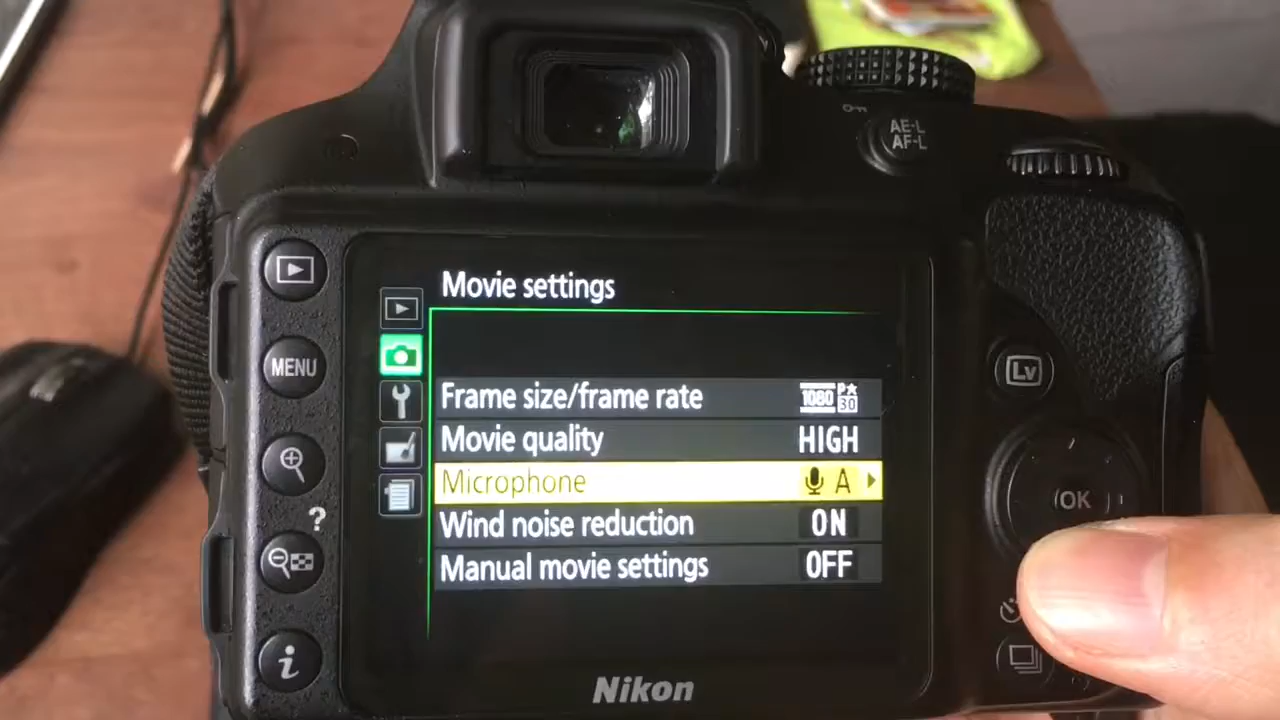 AE-L
AF-L
Movie settings
MENU
Lv
Frame size/frame rate 1080 P★ 30
Movie quality HIGH
Microphone A
Wind noise reduction ON
Manual movie settings OFF
OK
?
i
Nikon